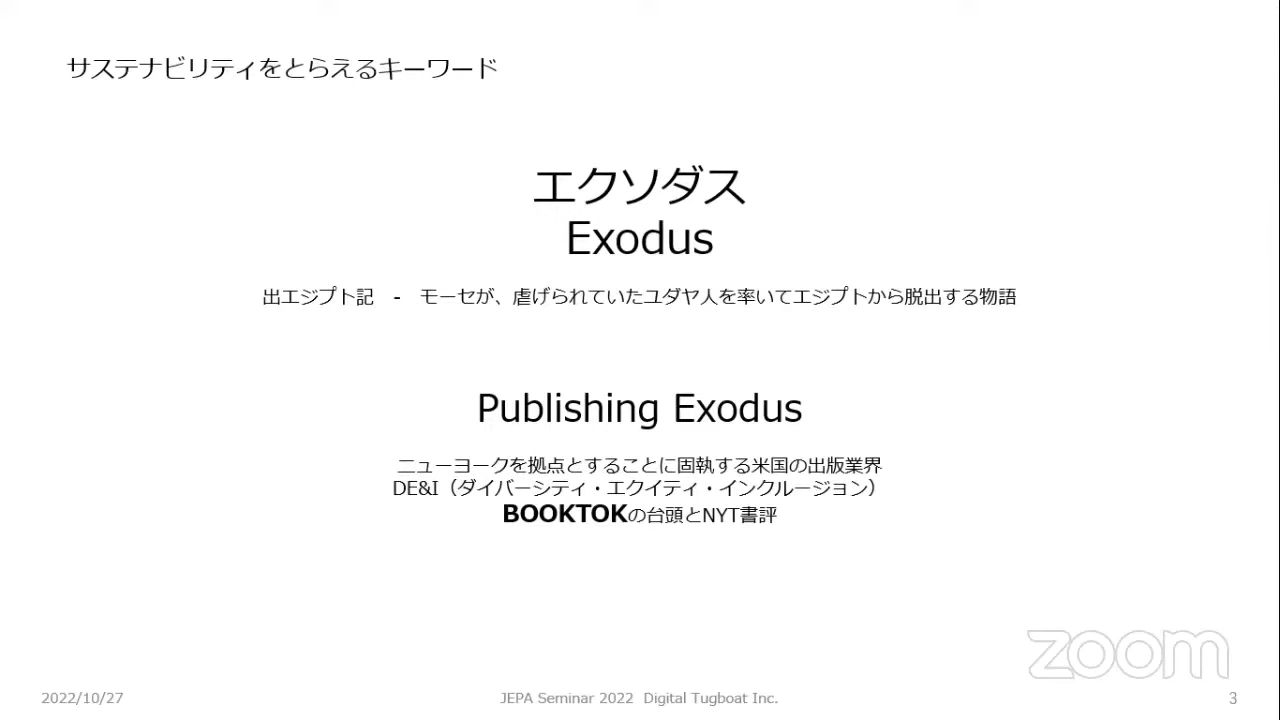 サステナビリティをとらえるキーワード
エクソダス
Exodus
出エジプト記　-　モーセが、虐げられていたユダヤ人を率いてエジプトから脱出する物語
Publishing Exodus
ニューヨークを拠点とすることに固執する米国の出版業界
DE&I（ダイバーシティ・エクイティ・インクルージョン）
BOOKTOKの台頭とNYT書評
zoom
2022/10/27
JEPA Seminar 2022  Digital Tugboat Inc.
3